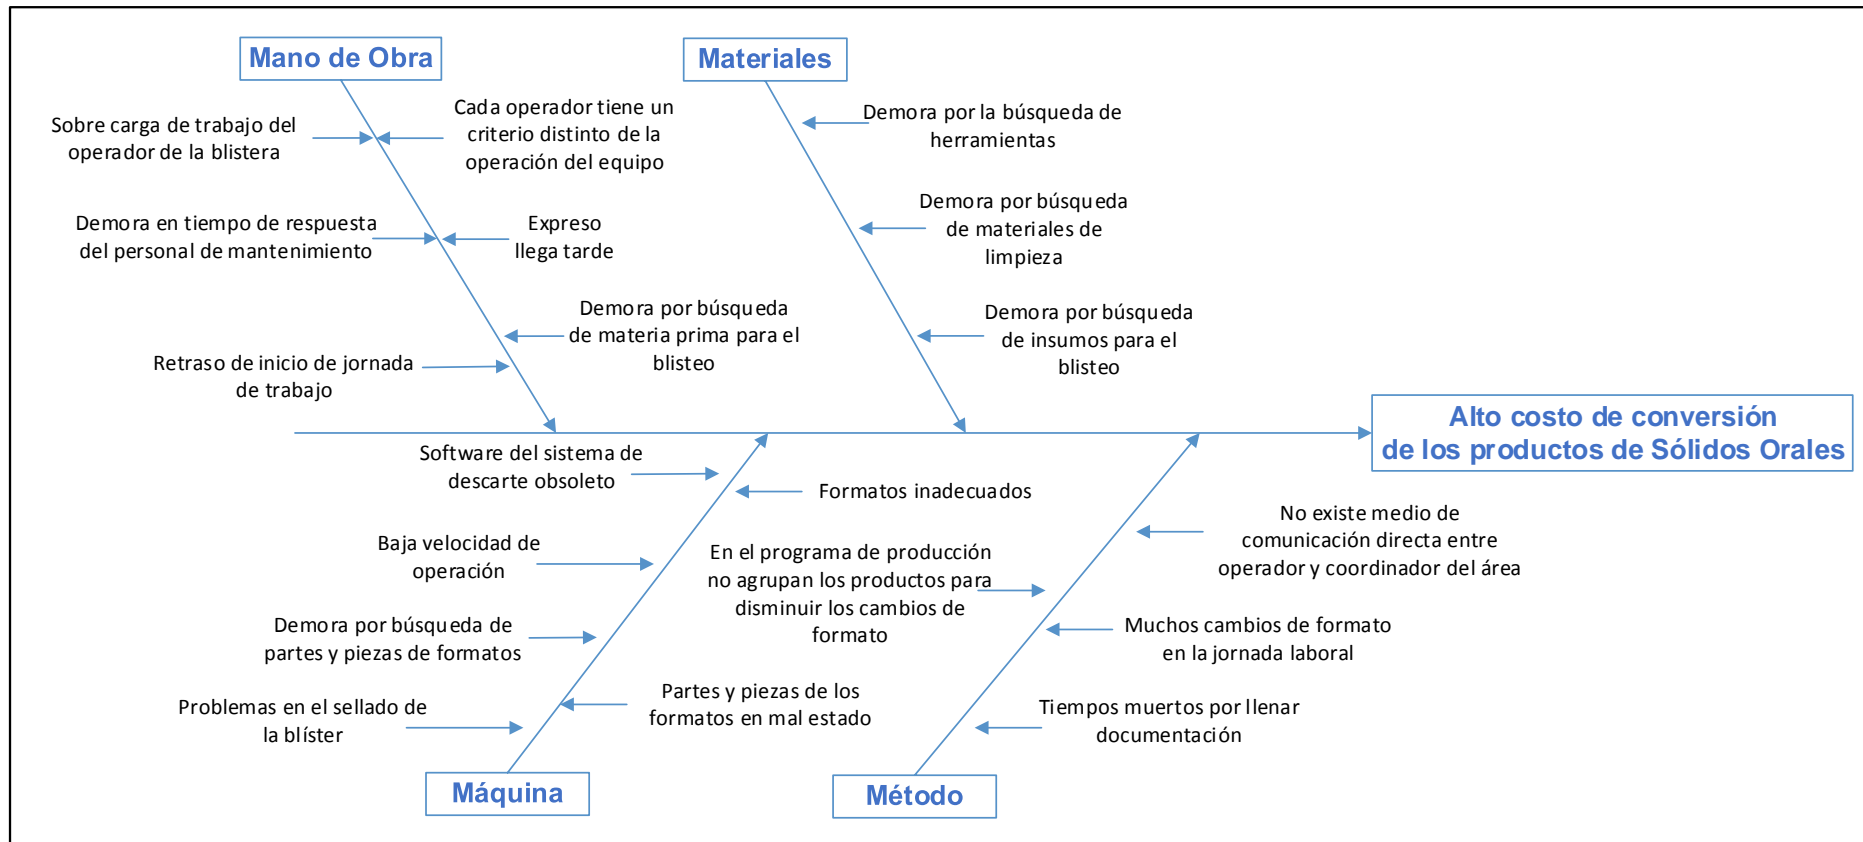 Mano de Obra
Sobre carga de trabajo del
operador de la blistera
Cada operador tiene un
criterio distinto de la
operación del equipo
Demora en tiempo de respuesta
del personal de mantenimiento
Expreso
llega tarde
Demora por búsqueda
de materia prima para el
blisteo
Retraso de inicio de jornada
de trabajo
Materiales
Demora por la búsqueda de
herramientas
Demora por búsqueda
de materiales de
limpieza
Demora por búsqueda
de insumos para el
blisteo
Alto costo de conversión
de los productos de Sólidos Orales
Software del sistema de
descarte obsoleto
Formatos inadecuados
Baja velocidad de
operación
Demora por búsqueda de
partes y piezas de formatos
Partes y piezas de los
formatos en mal estado
Problemas en el sellado de
la blíster
Máquina
No existe medio de
comunicación directa entre
operador y coordinador del área
En el programa de producción
no agrupan los productos para
disminuir los cambios de
formato
Muchos cambios de formato
en la jornada laboral
Tiempos muertos por llenar
documentación
Método